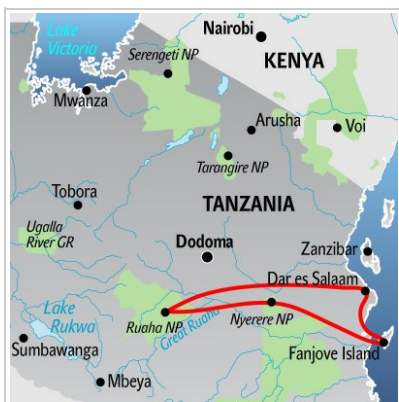 Lake
Victoria
Nairobi
Serengeti NP
KENYA
Mwanza
Arusha
Voi
Tarangire NP
Tobora
TANZANIA
Ugalla
River GR
Dodoma
Zanzibar
Dar es Salaam
Lake
Rukwa
Ruaha NP
Great Ruaha
Nyerere NP
Sumbawanga
Fanjove Island
Mbeya